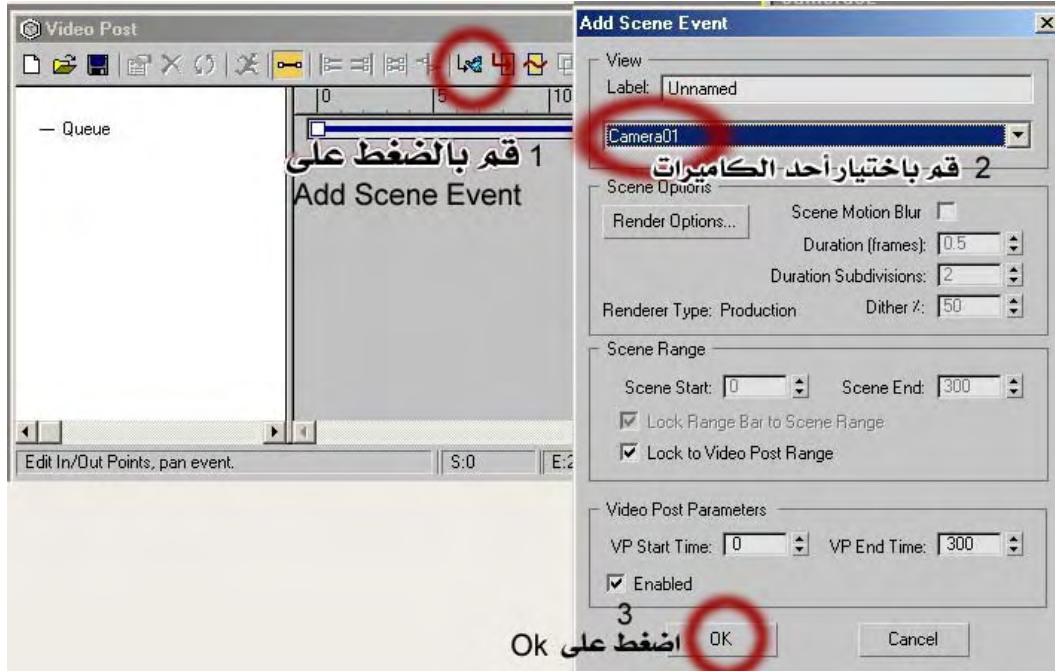 Video Post
0 5 10
Queue
1 قم بالضغط على
Add Scene Event
Edit In/Out Points, pan event.
S:0
Add Scene Event
View
Label: Unnamed
Camera01
2 قم باختيار أحد الكاميرات
Scene Options
Render Options...
Scene Motion Blur
Duration (frames): 0.5
Duration Subdivisions: 2
Renderer Type: Production
Dither %: 50
Scene Range
Scene Start: 0
Scene End: 300
Lock Range Bar to Scene Range
Lock to Video Post Range
Video Post Parameters
VP Start Time: 0
VP End Time: 300
Enabled
3
اضغط على Ok
OK
Cancel